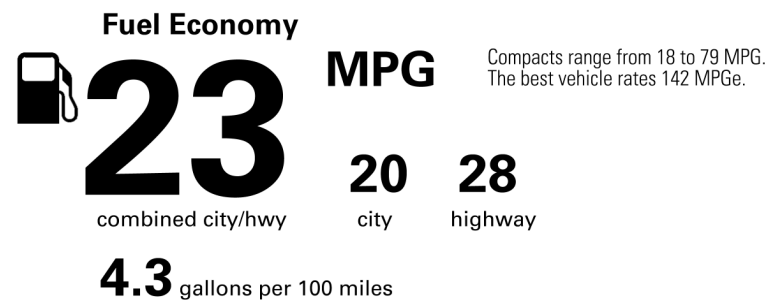 Fuel Economy
23
MPG
Compacts range from 18 to 79 MPG.
The best vehicle rates 142 MPGe.
combined city/hwy
20
city
28
highway
4.3 gallons per 100 miles